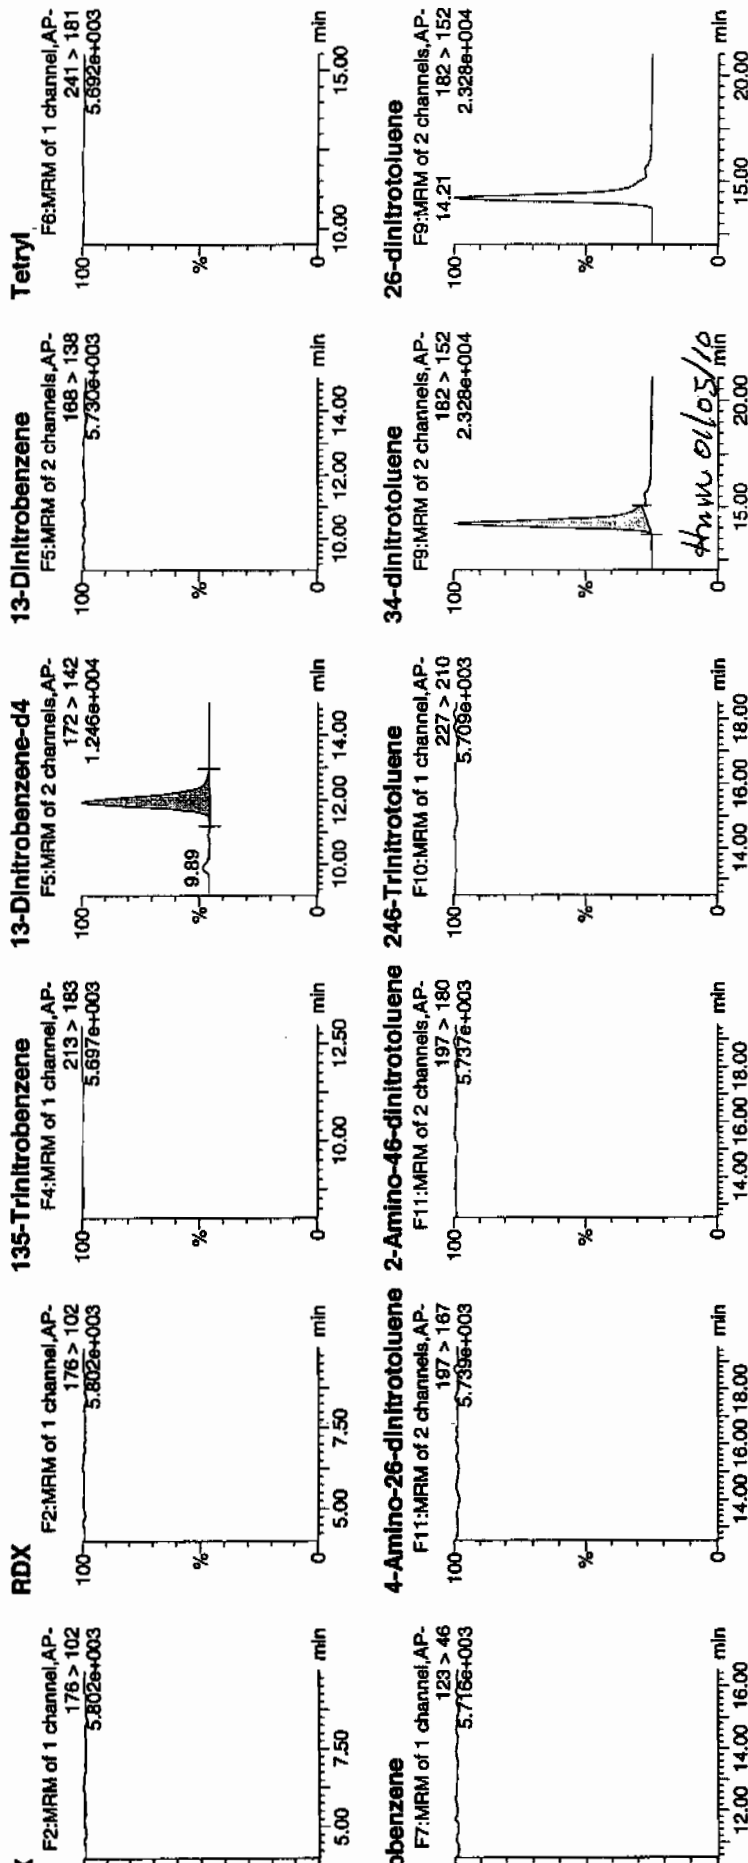 X
F2:MRM of 1 channel,AP-
176 > 102
5.802e+003
5.00 7.50 min
RDX
F2:MRM of 1 channel,AP-
176 > 102
5.802e+003
100
%
0
5.00 7.50 min
135-Trinitrobenzene
F4:MRM of 1 channel,AP-
213 > 183
5.697e+003
100
%
0
10.00 12.50 min
13-Dinitrobenzene-d4
F5:MRM of 2 channels,AP-
172 > 142
1.246e+004
100
%
9.89
0
10.00 12.00 14.00 min
13-Dinitrobenzene
F5:MRM of 2 channels,AP-
168 > 138
5.730e+003
100
%
0
10.00 12.00 14.00 min
Tetryl
F6:MRM of 1 channel,AP-
241 > 181
5.692e+003
100
%
0
10.00 15.00 min
obenzene
F7:MRM of 1 channel,AP-
123 > 46
5.716e+003
12.00 14.00 16.00 min
4-Amino-26-dinitrotoluene
F11:MRM of 2 channels,AP-
197 > 167
5.739e+003
100
%
0
14.00 16.00 18.00 min
2-Amino-46-dinitrotoluene
F11:MRM of 2 channels,AP-
197 > 180
5.737e+003
100
%
0
14.00 16.00 18.00 min
246-Trinitrotoluene
F10:MRM of 1 channel,AP-
227 > 210
5.709e+003
100
%
0
14.00 16.00 18.00 min
34-dinitrotoluene
F9:MRM of 2 channels,AP-
182 > 152
2.328e+004
100
%
0
15.00 20.00 min
01/05/10
26-dinitrotoluene
F9:MRM of 2 channels,AP-
14.21
182 > 152
2.328e+004
100
%
0
15.00 20.00 min